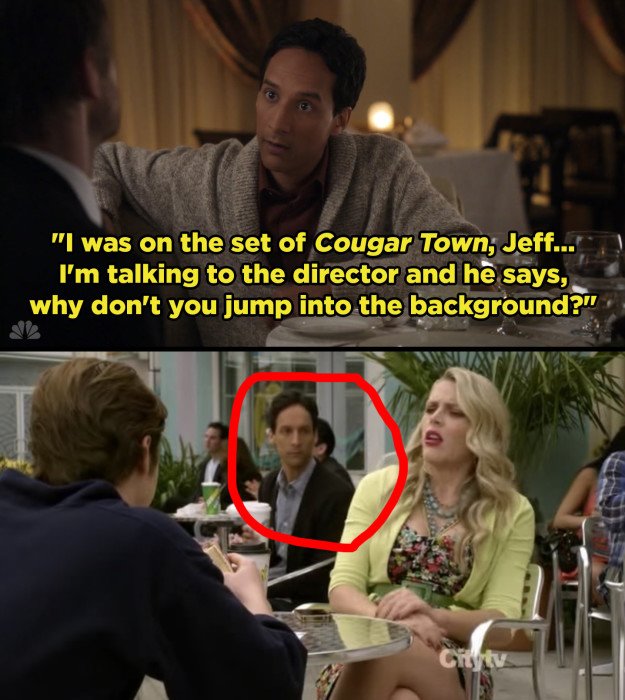 "I was on the set of Cougar Town, Jeff...
I'm talking to the director and he says,
why don't you jump into the background?"
Citytv